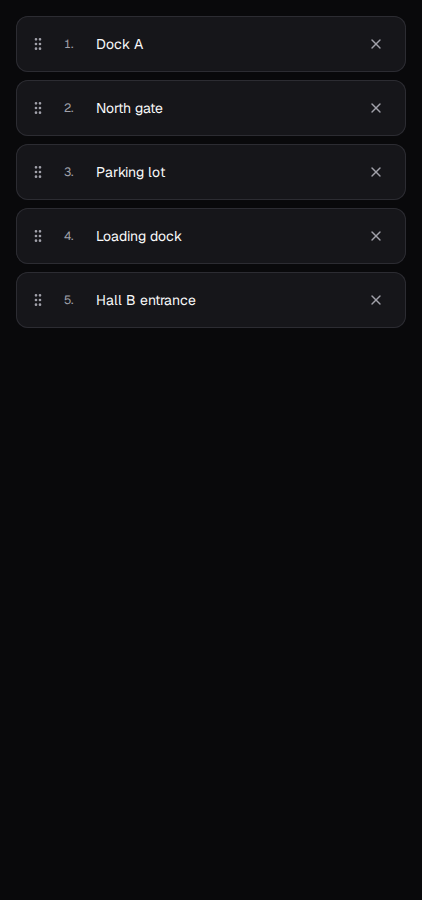 1. Dock A
2. North gate
3. Parking lot
4. Loading dock
5. Hall B entrance